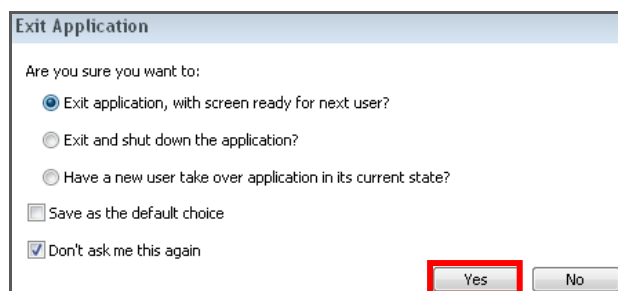 Exit Application
Are you sure you want to:
Exit application, with screen ready for next user?
Exit and shut down the application?
Have a new user take over application in its current state?
Save as the default choice
Don't ask me this again
Yes No